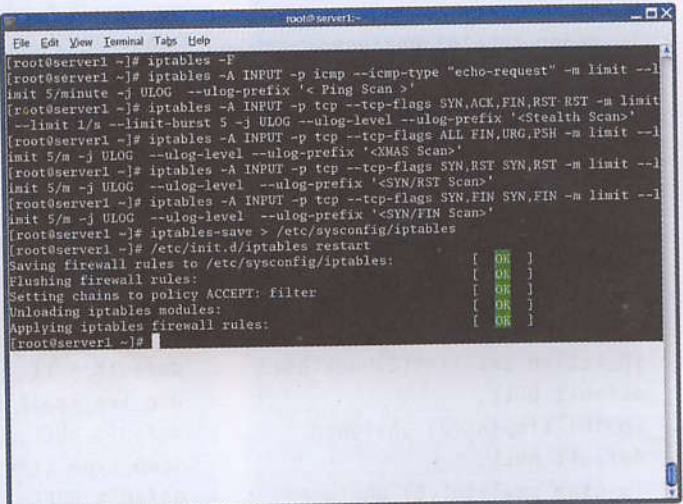 root@server1:~
File Edit View Terminal Tabs Help
[root@server1 ~]# iptables -F
[root@server1 ~]# iptables -A INPUT -p icmp --icmp-type "echo-request" -m limit --l
imit 5/minute -j ULOG  --ulog-prefix '< Ping Scan >'
[root@server1 ~]# iptables -A INPUT -p tcp --tcp-flags SYN,ACK,FIN,RST RST -m limit
 --limit 1/s --limit-burst 5 -j ULOG --ulog-level --ulog-prefix '<Stealth Scan>'
[root@server1 ~]# iptables -A INPUT -p tcp --tcp-flags ALL FIN,URG,PSH -m limit --l
imit 5/m -j ULOG  --ulog-level --ulog-prefix '<XMAS Scan>'
[root@server1 ~]# iptables -A INPUT -p tcp --tcp-flags SYN,RST SYN,RST -m limit --l
imit 5/m -j ULOG  --ulog-level  --ulog-prefix '<SYN/RST Scan>'
[root@server1 ~]# iptables -A INPUT -p tcp --tcp-flags SYN,FIN SYN,FIN -m limit --l
imit 5/m -j ULOG  --ulog-level  --ulog-prefix '<SYN/FIN Scan>'
[root@server1 ~]# iptables-save > /etc/sysconfig/iptables
[root@server1 ~]# /etc/init.d/iptables restart
Saving firewall rules to /etc/sysconfig/iptables: [ OK ]
Flushing firewall rules: [ OK ]
Setting chains to policy ACCEPT: filter [ OK ]
Unloading iptables modules: [ OK ]
Applying iptables firewall rules: [ OK ]
[root@server1 ~]#